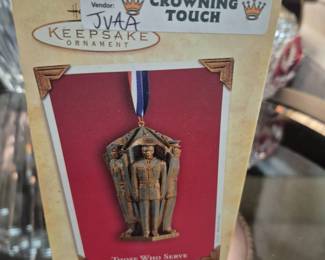 Vendor:
CROWNING
TOUCH
JVAA
KEEPSAKE
ORNAMENT
THOSE WHO SERVE